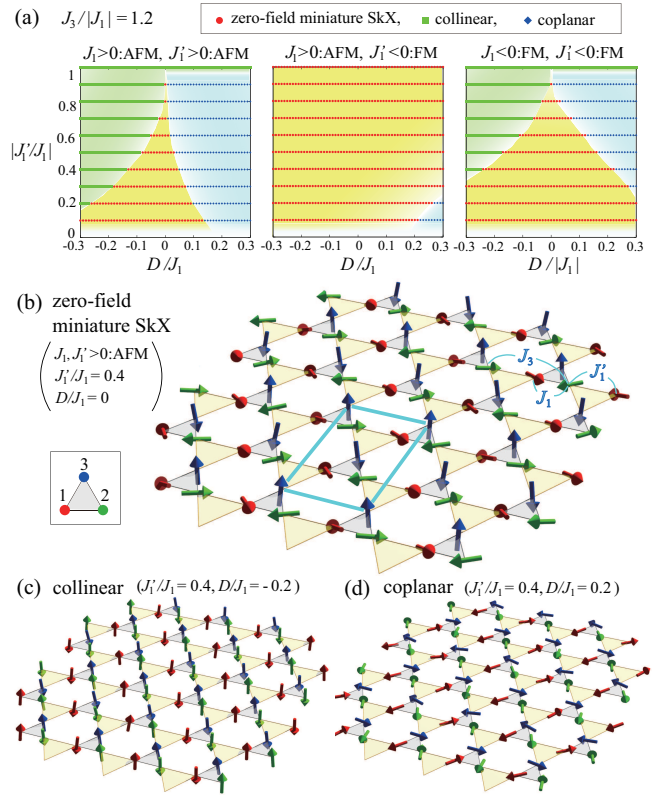 (a) J₃/|J₁| = 1.2
zero-field miniature SkX, collinear, coplanar
J₁>0:AFM, J₁′>0:AFM J₁>0:AFM, J₁′<0:FM J₁<0:FM, J₁′<0:FM
|J₁′/J₁|
1
0.8
0.6
0.4
0.2
0
-0.3 -0.2 -0.1 0 0.1 0.2 0.3 -0.3 -0.2 -0.1 0 0.1 0.2 0.3 -0.3 -0.2 -0.1 0 0.1 0.2 0.3
D/J₁ D/J₁ D/|J₁|
(b) zero-field
miniature SkX
J₁, J₁′>0:AFM
J₁′/J₁ = 0.4
D/J₁ = 0
J₃
J₁′
J₁
3
1 2
(c) collinear (J₁′/J₁ = 0.4, D/J₁ = - 0.2)
(d) coplanar (J₁′/J₁ = 0.4, D/J₁ = 0.2)